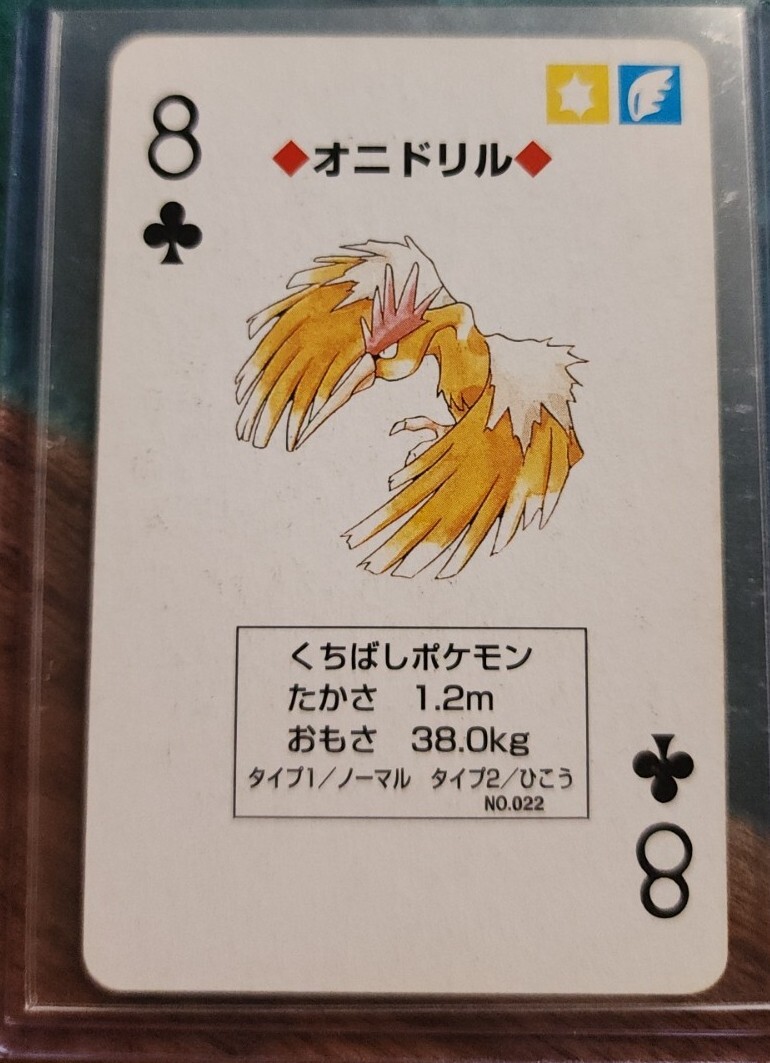 8
◆オニドリル◆
くちばしポケモン
たかさ 1.2m
おもさ 38.0kg
タイプ1/ノーマル タイプ2/ひこう
NO.022
8